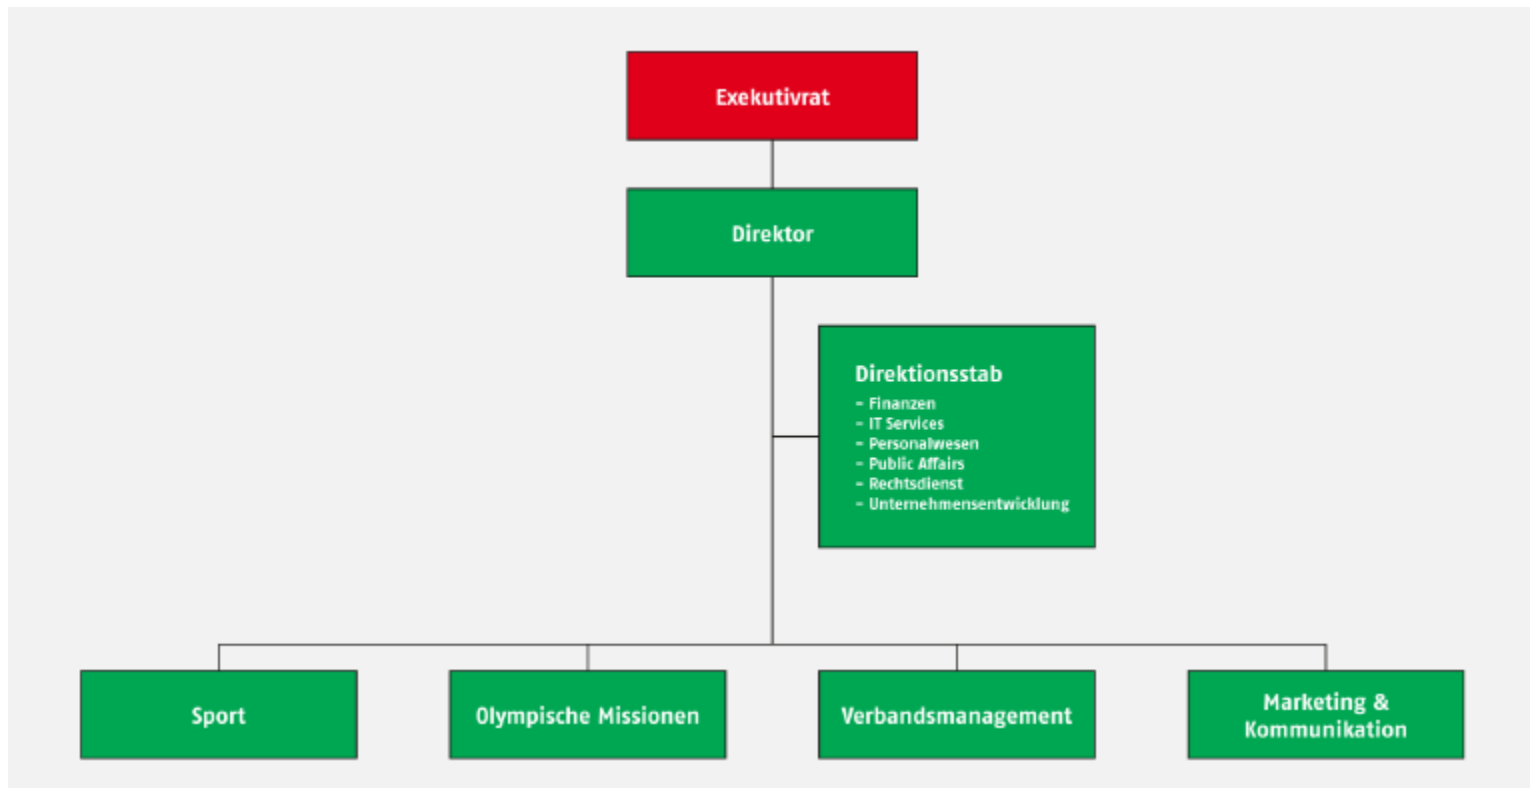 Exekutivrat
Direktor
Direktionsstab
- Finanzen
- IT Services
- Personalwesen
- Public Affairs
- Rechtsdienst
- Unternehmensentwicklung
Sport
Olympische Missionen
Verbandsmanagement
Marketing &
Kommunikation